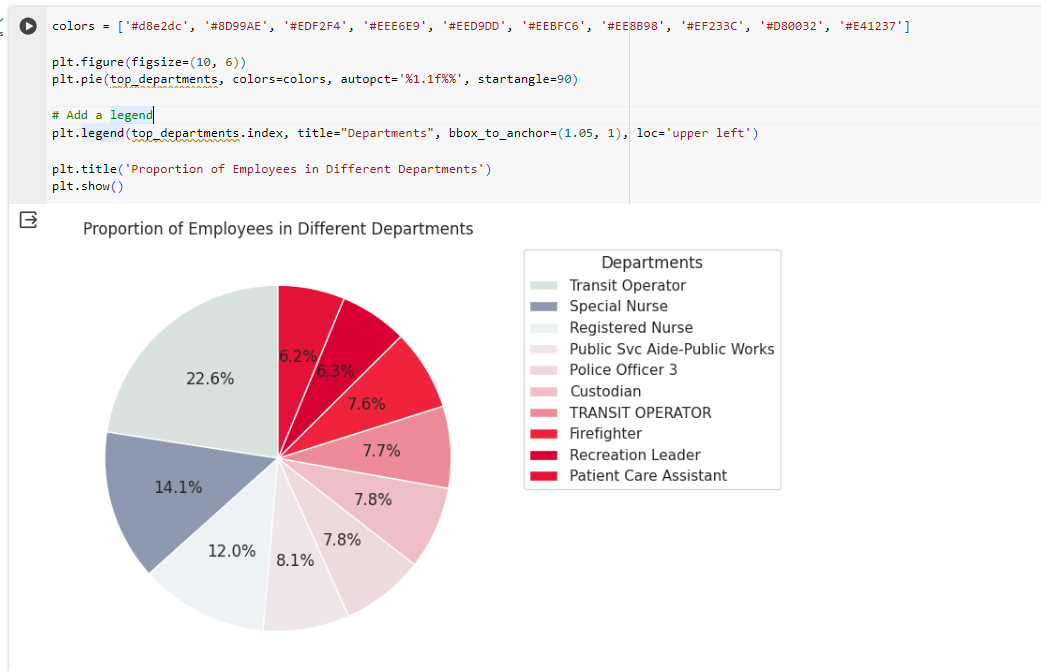 colors = ['#d8e2dc', '#8D99AE', '#EDF2F4', '#EEE6E9', '#EED9DD', '#EEBFC6', '#EE8B98', '#EF233C', '#D80032', '#E41237']
plt.figure(figsize=(10, 6))
plt.pie(top_departments, colors=colors, autopct='%1.1f%%', startangle=90)
# Add a legend
plt.legend(top_departments.index, title="Departments", bbox_to_anchor=(1.05, 1), loc='upper left')
plt.title('Proportion of Employees in Different Departments')
plt.show()
Proportion of Employees in Different Departments
22.6%
14.1%
12.0%
8.1%
7.8%
7.8%
7.7%
7.6%
6.3%
6.2%
Departments
Transit Operator
Special Nurse
Registered Nurse
Public Svc Aide-Public Works
Police Officer 3
Custodian
TRANSIT OPERATOR
Firefighter
Recreation Leader
Patient Care Assistant